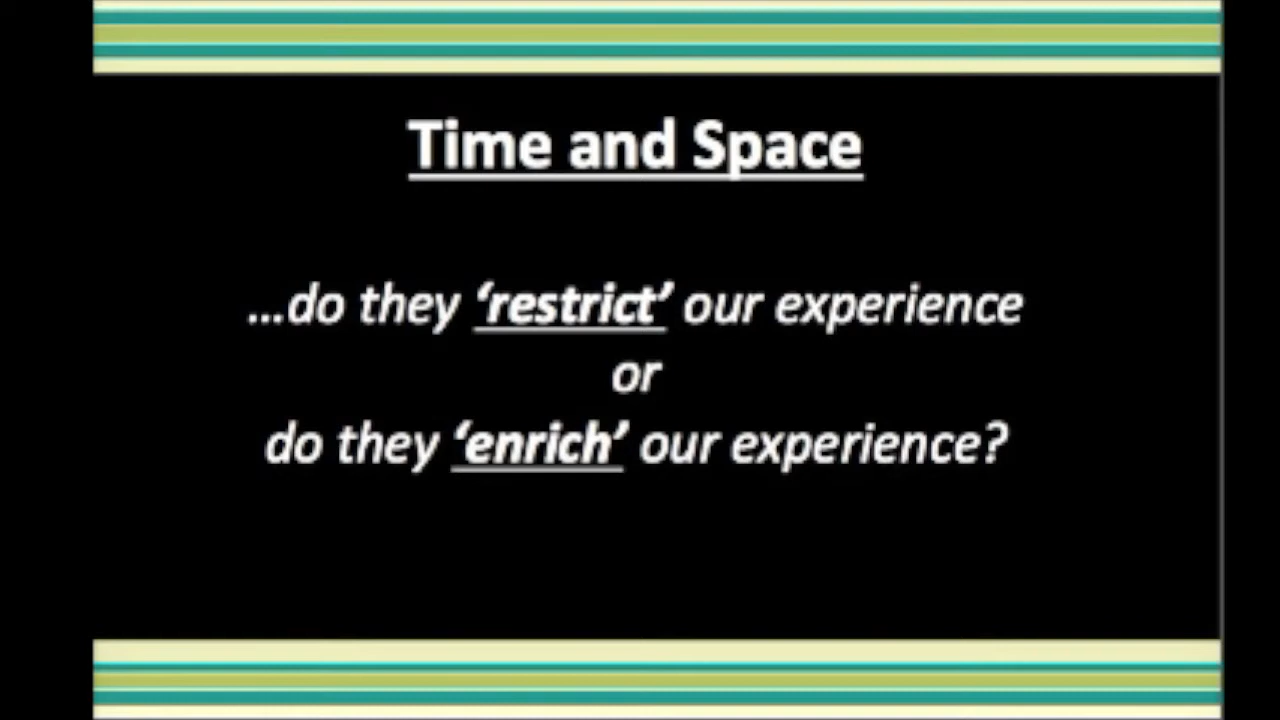 Time and Space
...do they ‘restrict’ our experience
or
do they ‘enrich’ our experience?